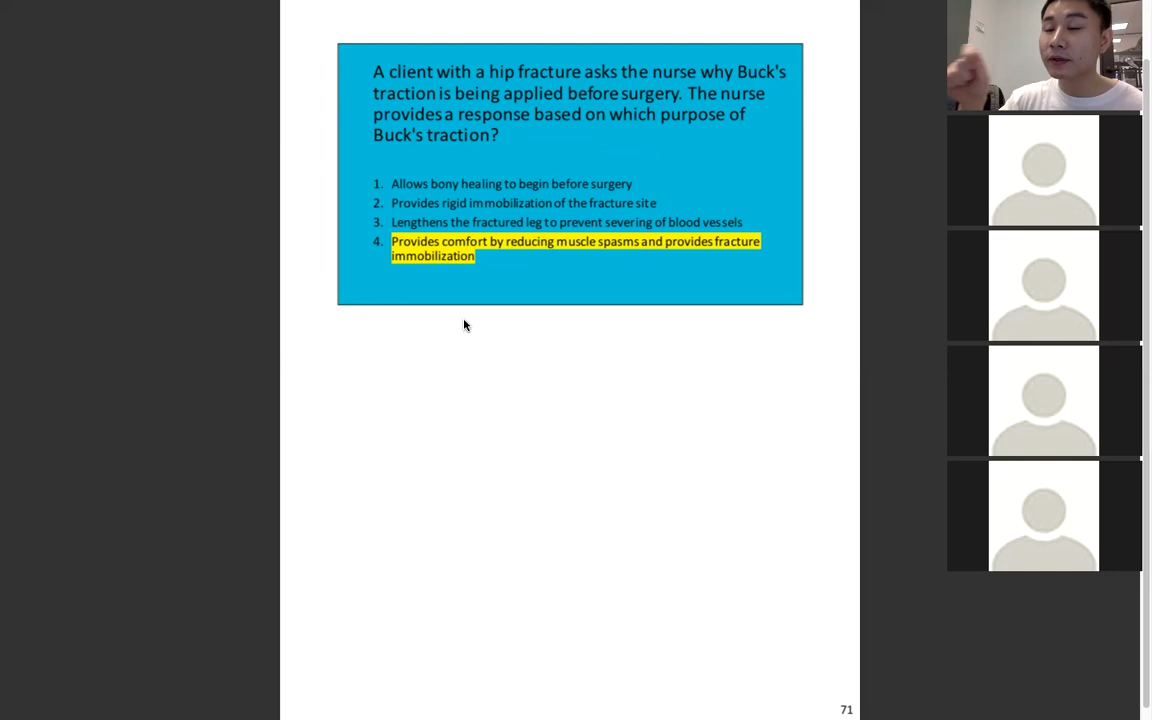 A client with a hip fracture asks the nurse why Buck's
traction is being applied before surgery. The nurse
provides a response based on which purpose of
Buck's traction?
1. Allows bony healing to begin before surgery
2. Provides rigid immobilization of the fracture site
3. Lengthens the fractured leg to prevent severing of blood vessels
4. Provides comfort by reducing muscle spasms and provides fracture
immobilization
71